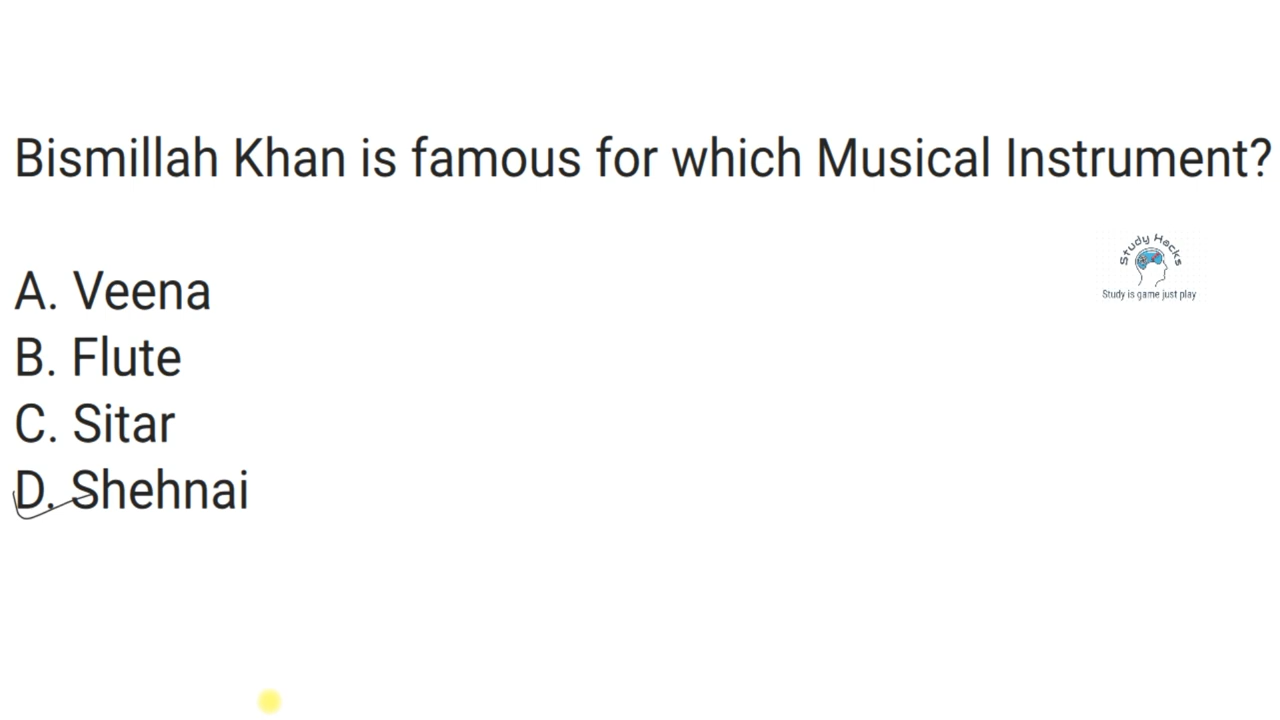 Bismillah Khan is famous for which Musical Instrument?
Study Hacks
Study is game just play
A. Veena
B. Flute
C. Sitar
D. Shehnai